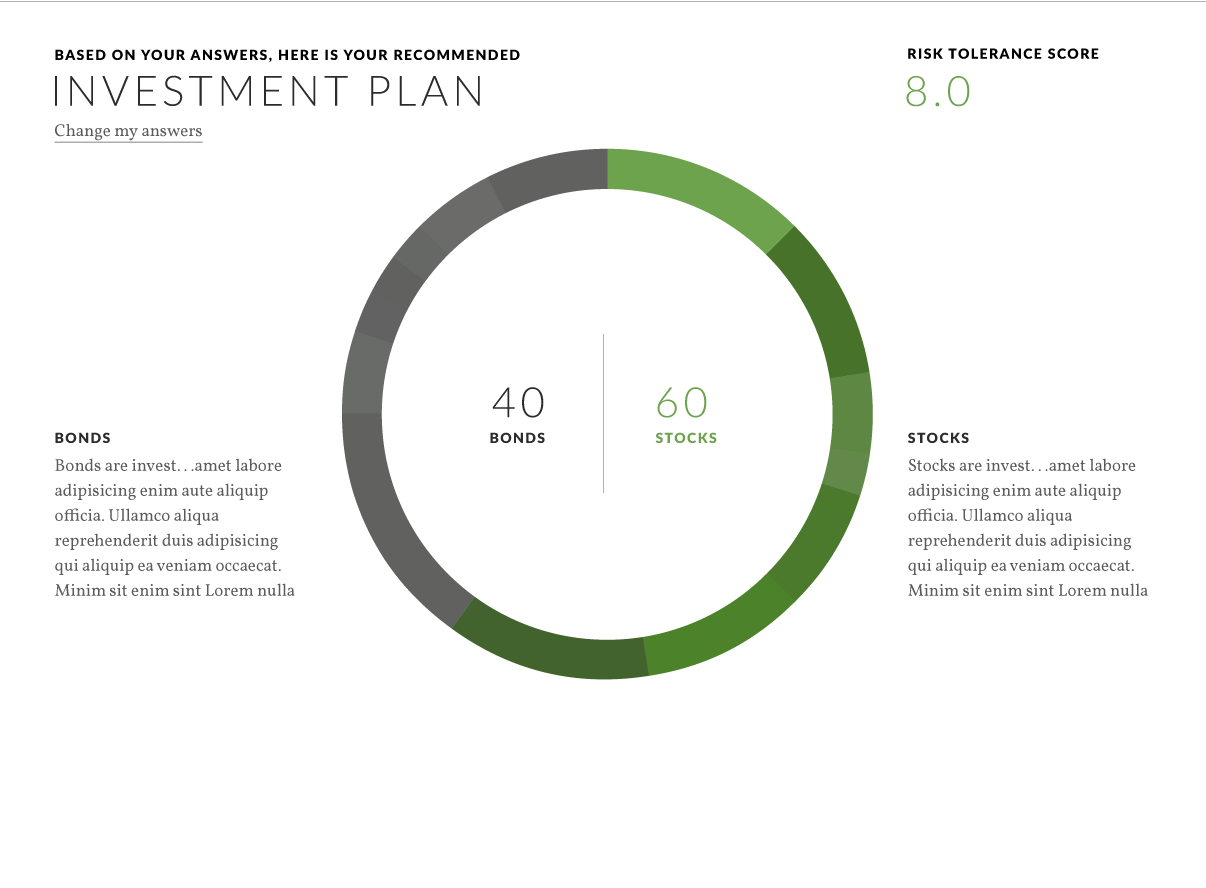 BASED ON YOUR ANSWERS, HERE IS YOUR RECOMMENDED
INVESTMENT PLAN
Change my answers
RISK TOLERANCE SCORE
8.0
40
BONDS
60
STOCKS
BONDS
Bonds are invest. . .amet labore
adipisicing enim aute aliquip
officia. Ullamco aliqua
reprehenderit duis adipisicing
qui aliquip ea veniam occaecat.
Minim sit enim sint Lorem nulla
STOCKS
Stocks are invest. . .amet labore
adipisicing enim aute aliquip
officia. Ullamco aliqua
reprehenderit duis adipisicing
qui aliquip ea veniam occaecat.
Minim sit enim sint Lorem nulla